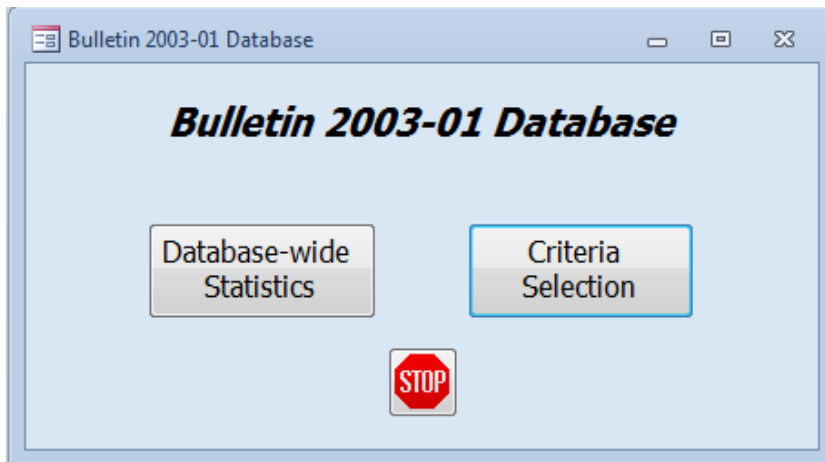 Bulletin 2003-01 Database
Bulletin 2003-01 Database
Database-wide
Statistics
Criteria
Selection
STOP